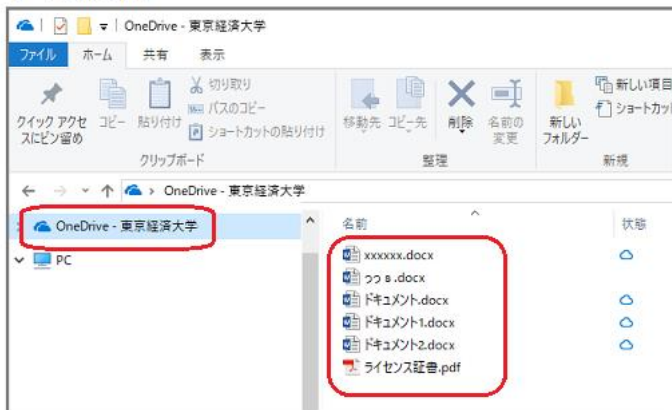 OneDrive - 東京経済大学
ファイル ホーム 共有 表示
クイック アクセスにピン留め
コピー
貼り付け
切り取り
パスのコピー
ショートカットの貼り付け
クリップボード
移動先
コピー先
削除
名前の変更
整理
新しいフォルダー
新しい項目
ショートカッ
新規
OneDrive - 東京経済大学
OneDrive - 東京経済大学
PC
名前 状態
xxxxxx.docx
ドキュメント.docx
ドキュメント1.docx
ドキュメント2.docx
ライセンス証書.pdf